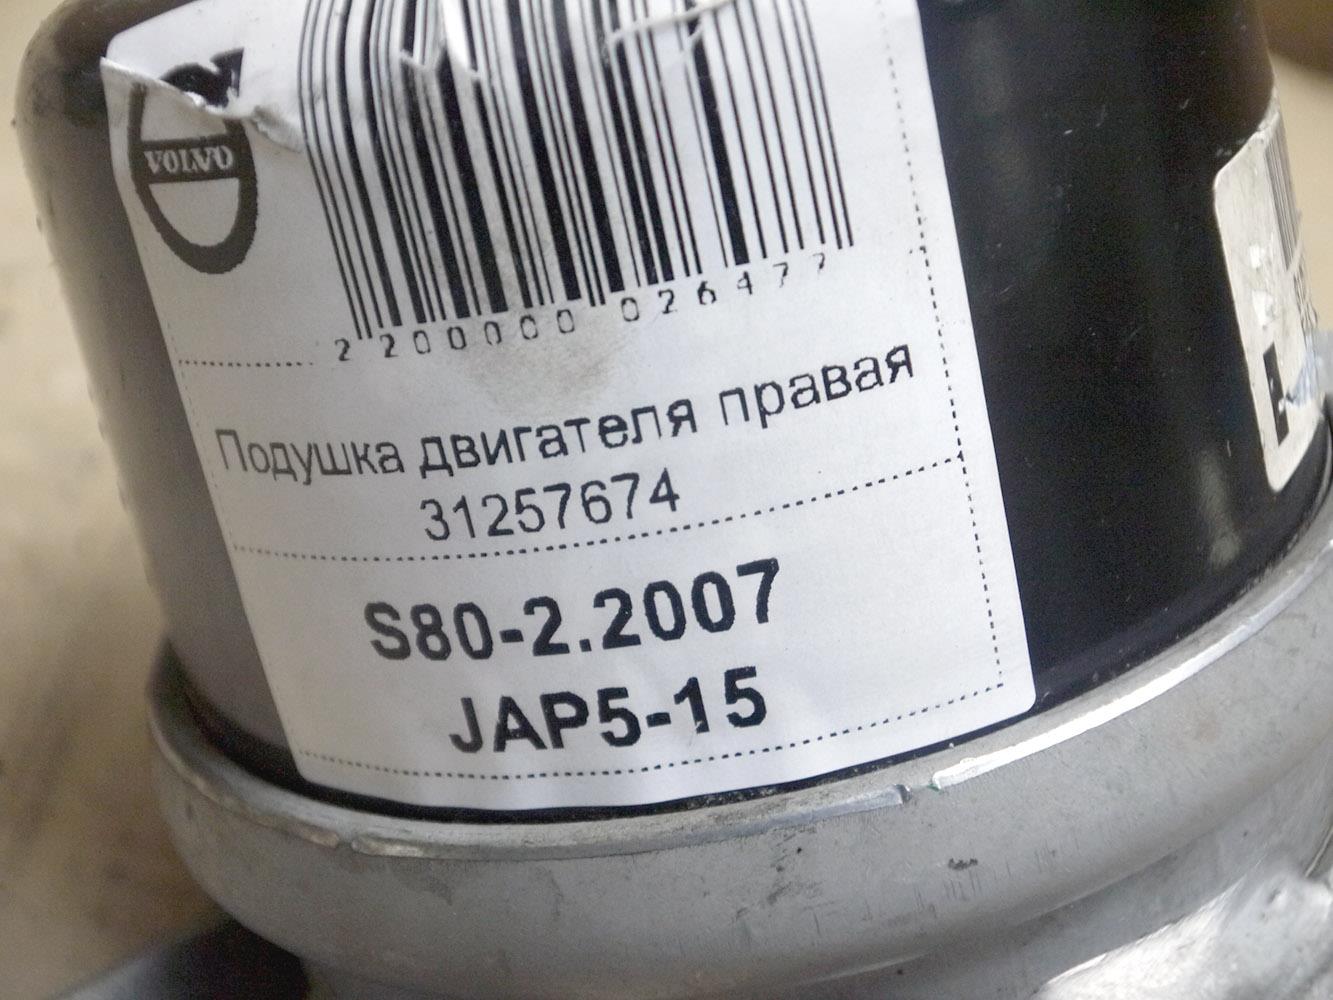 VOLVO
2 200000 026477
Подушка двигателя правая
31257674
S80-2.2007
JAP5-15